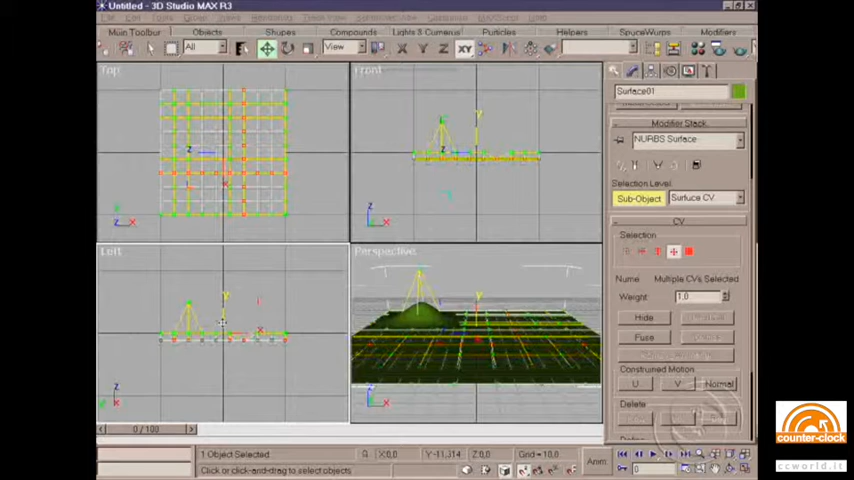 Untitled - 3D Studio MAX R3
Main Toolbar
Objects
Shapes
Compounds
Lights & Cameras
Particles
Helpers
SpaceWarps
Modifiers
All
View
XY
Top
Front
Left
Perspective
Surface01
Modifier Stack
NURBS Surface
Selection Level
Sub-Object
Surface CV
CV
Selection
Name Multiple CVs Selected
Weight: 1,0
Hide
Fuse
Constrained Motion
U
V
Normal
Delete
0 / 100
1 Object Selected
X:0,0
Y:-11,314
Z:0,0
Grid = 10,0
Click or click-and-drag to select objects
Anim
0
counter-clock
ccworld.it